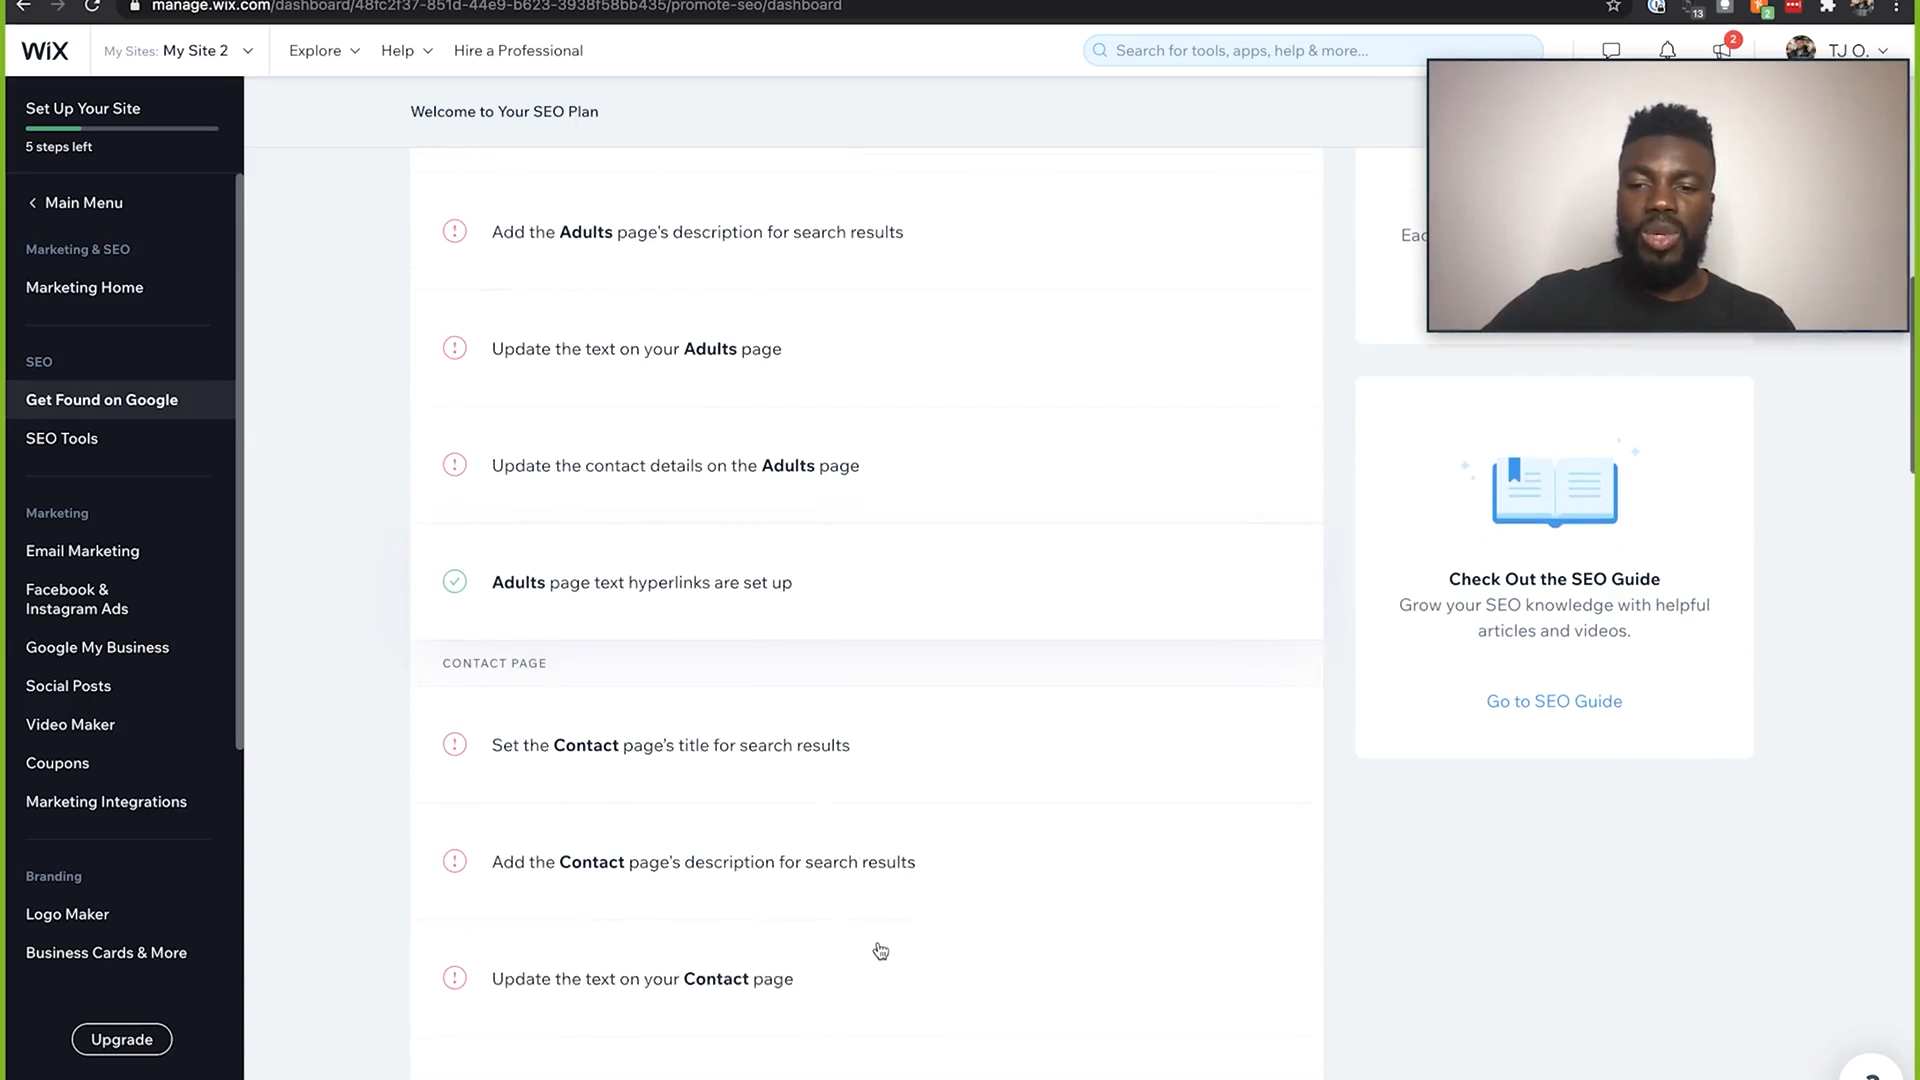 manage.wix.com/dashboard/48fc2f37-851d-44e9-b623-3938f58bb435/promote-seo/dashboard
13
2
WiX
My Sites: My Site 2
Explore
Help
Hire a Professional
Search for tools, apps, help & more...
2
TJ O.
Set Up Your Site
5 steps left
Main Menu
Marketing & SEO
Marketing Home
SEO
Get Found on Google
SEO Tools
Marketing
Email Marketing
Facebook &
Instagram Ads
Google My Business
Social Posts
Video Maker
Coupons
Marketing Integrations
Branding
Logo Maker
Business Cards & More
Upgrade
Welcome to Your SEO Plan
Add the Adults page's description for search results
Update the text on your Adults page
Update the contact details on the Adults page
Adults page text hyperlinks are set up
CONTACT PAGE
Set the Contact page's title for search results
Add the Contact page's description for search results
Update the text on your Contact page
Check Out the SEO Guide
Grow your SEO knowledge with helpful
articles and videos.
Go to SEO Guide